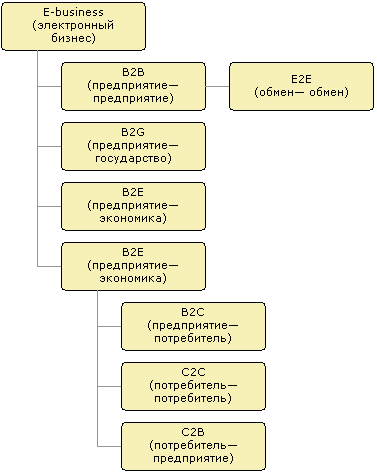 E-business
(электронный
бизнес)
B2B
(предприятие—
предприятие)
E2E
(обмен— обмен)
B2G
(предприятие—
государство)
B2E
(предприятие—
экономика)
B2E
(предприятие—
экономика)
B2C
(предприятие—
потребитель)
C2C
(потребитель—
потребитель)
C2B
(потребитель—
предприятие)